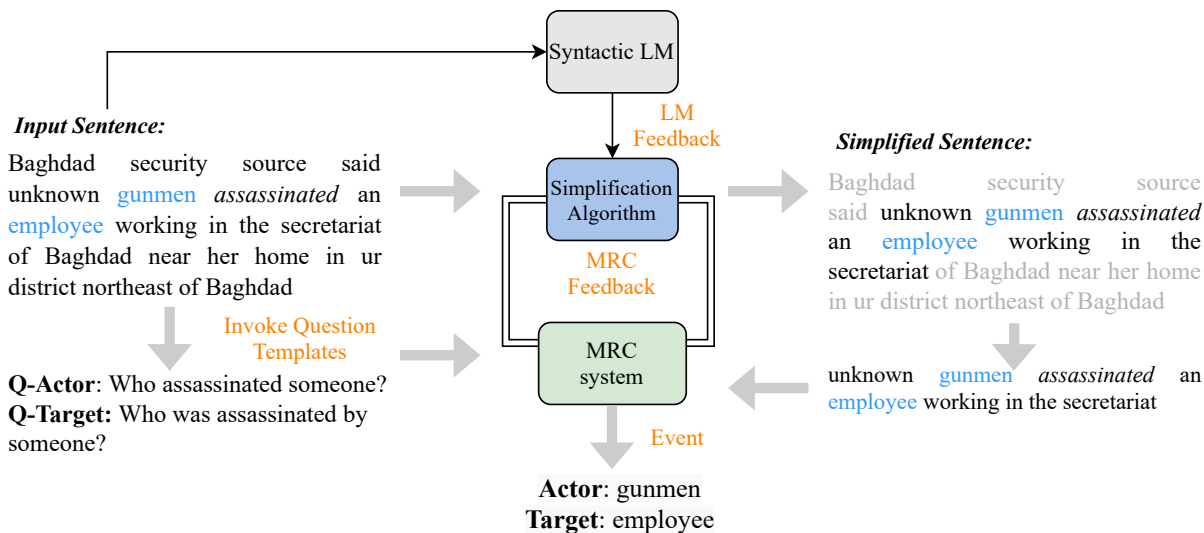 Syntactic LM
LM
Feedback
Input Sentence:
Baghdad security source said
unknown gunmen assassinated an
employee working in the secretariat
of Baghdad near her home in ur
district northeast of Baghdad
Simplification
Algorithm
MRC
Feedback
Simplified Sentence:
Baghdad security source
said unknown gunmen assassinated
an employee working in the
secretariat of Baghdad near her home
in ur district northeast of Baghdad
Invoke Question
Templates
MRC
system
Q-Actor: Who assassinated someone?
Q-Target: Who was assassinated by
someone?
unknown gunmen assassinated an
employee working in the secretariat
Event
Actor: gunmen
Target: employee